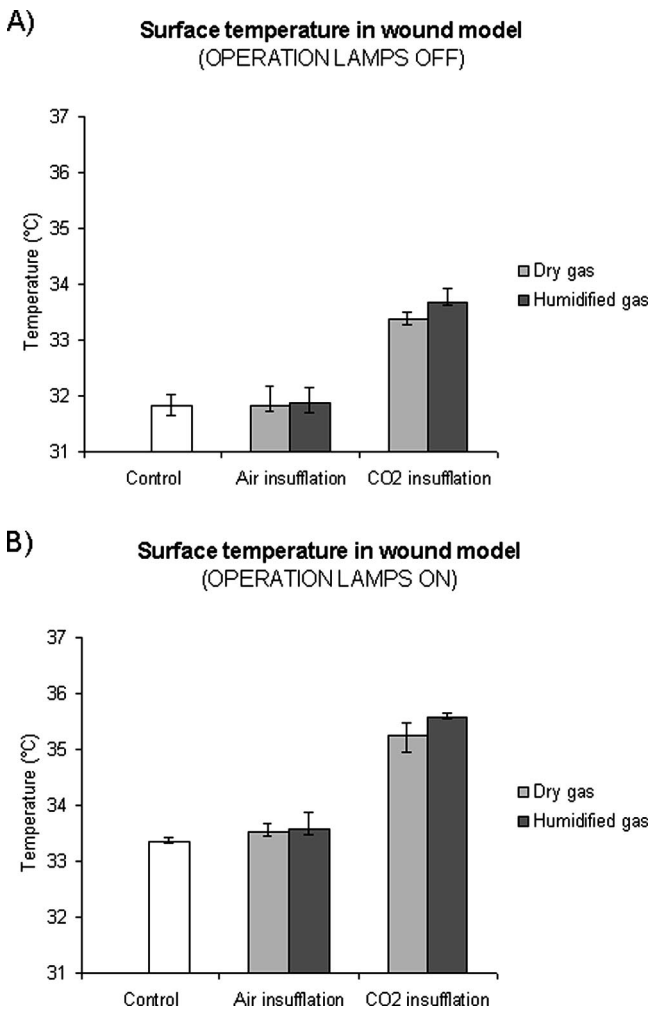 A)
Surface temperature in wound model
(OPERATION LAMPS OFF)
37
36
35
34
33
32
31
Temperature (°C)
Control
Air insufflation
CO2 insufflation
Dry gas
Humidified gas
B)
Surface temperature in wound model
(OPERATION LAMPS ON)
37
36
35
34
33
32
31
Temperature (°C)
Control
Air insufflation
CO2 insufflation
Dry gas
Humidified gas